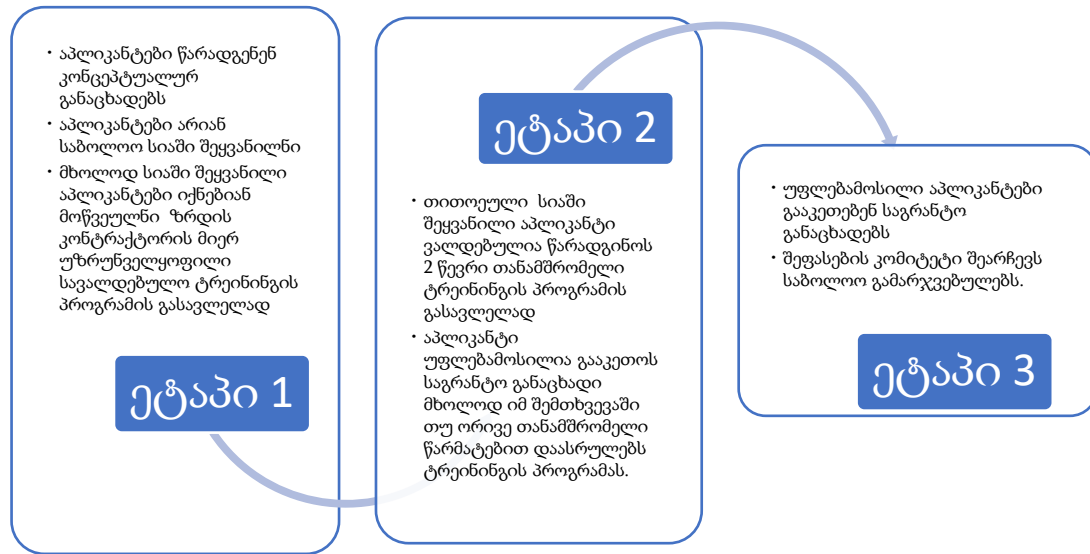 · აპლიკანტები წარადგენენ
კონცეპტუალურ
განაცხადებს
· აპლიკანტები არიან
საბოლოო სიაში შეყვანილნი
· მხოლოდ სიაში შეყვანილი
აპლიკანტები იქნებიან
მოწვეულნი ზრდის
კონტრაქტორის მიერ
უზრუნველყოფილი
სავალდებულო ტრეინინგის
პროგრამის გასავლელად
ეტაპი 1
ეტაპი 2
· თითოეული სიაში
შეყვანილი აპლიკანტი
ვალდებულია წარადგინოს
2 წევრი თანამშრომელი
ტრეინინგის პროგრამის
გასავლელად
· აპლიკანტი
უფლებამოსილია გააკეთოს
საგრანტო განაცხადი
მხოლოდ იმ შემთხვევაში
თუ ორივე თანამშრომელი
წარმატებით დაასრულებს
ტრეინინგის პროგრამას.
· უფლებამოსილი აპლიკანტები
გააკეთებენ საგრანტო
განაცხადებს
· შეფასების კომიტეტი შეარჩევს
საბოლოო გამარჯვებულებს.
ეტაპი 3